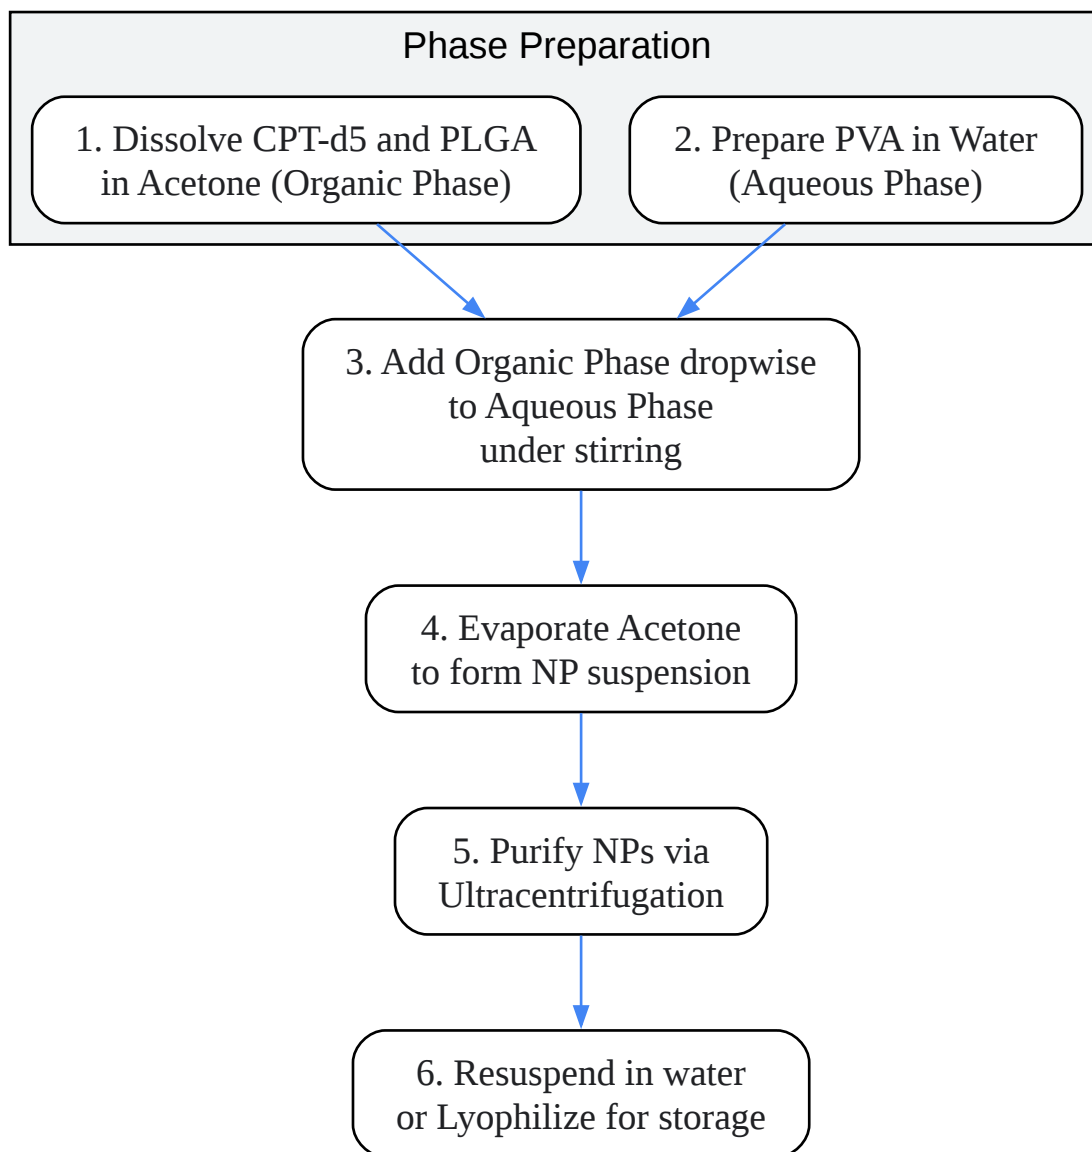 Phase Preparation
1. Dissolve CPT-d5 and PLGA
in Acetone (Organic Phase)
2. Prepare PVA in Water
(Aqueous Phase)
3. Add Organic Phase dropwise
to Aqueous Phase
under stirring
4. Evaporate Acetone
to form NP suspension
5. Purify NPs via
Ultracentrifugation
6. Resuspend in water
or Lyophilize for storage